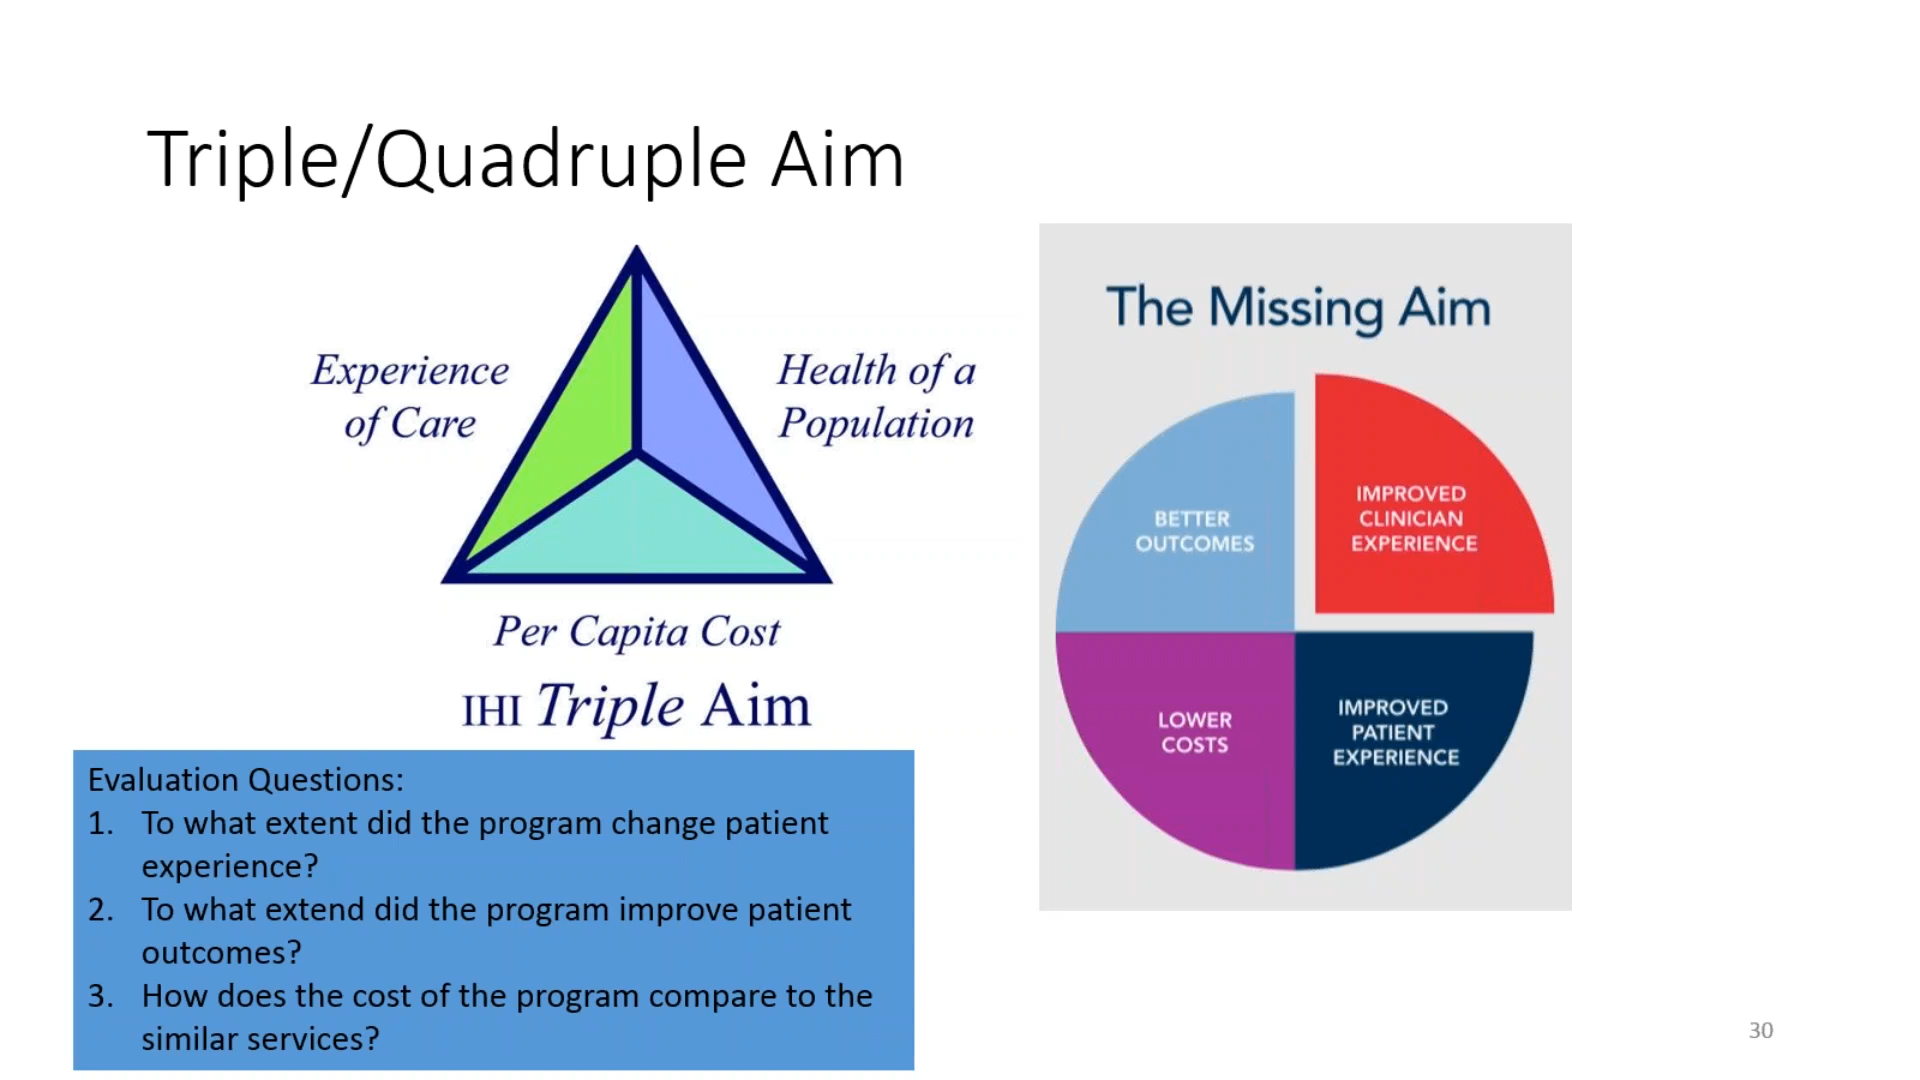 Triple/Quadruple Aim
Experience
of Care
Health of a
Population
Per Capita Cost
IHI Triple Aim
The Missing Aim
BETTER
OUTCOMES
IMPROVED
CLINICIAN
EXPERIENCE
LOWER
COSTS
IMPROVED
PATIENT
EXPERIENCE
Evaluation Questions:
1. To what extent did the program change patient
experience?
2. To what extend did the program improve patient
outcomes?
3. How does the cost of the program compare to the
similar services?
30